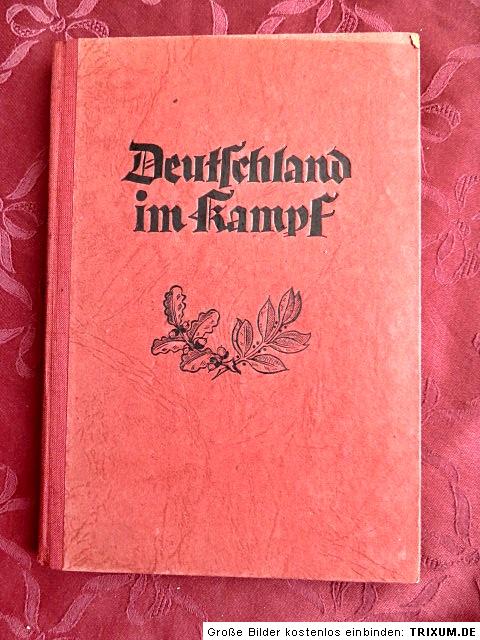 Deutſchland
im Kampf
Große Bilder kostenlos einbinden: TRIXUM.DE